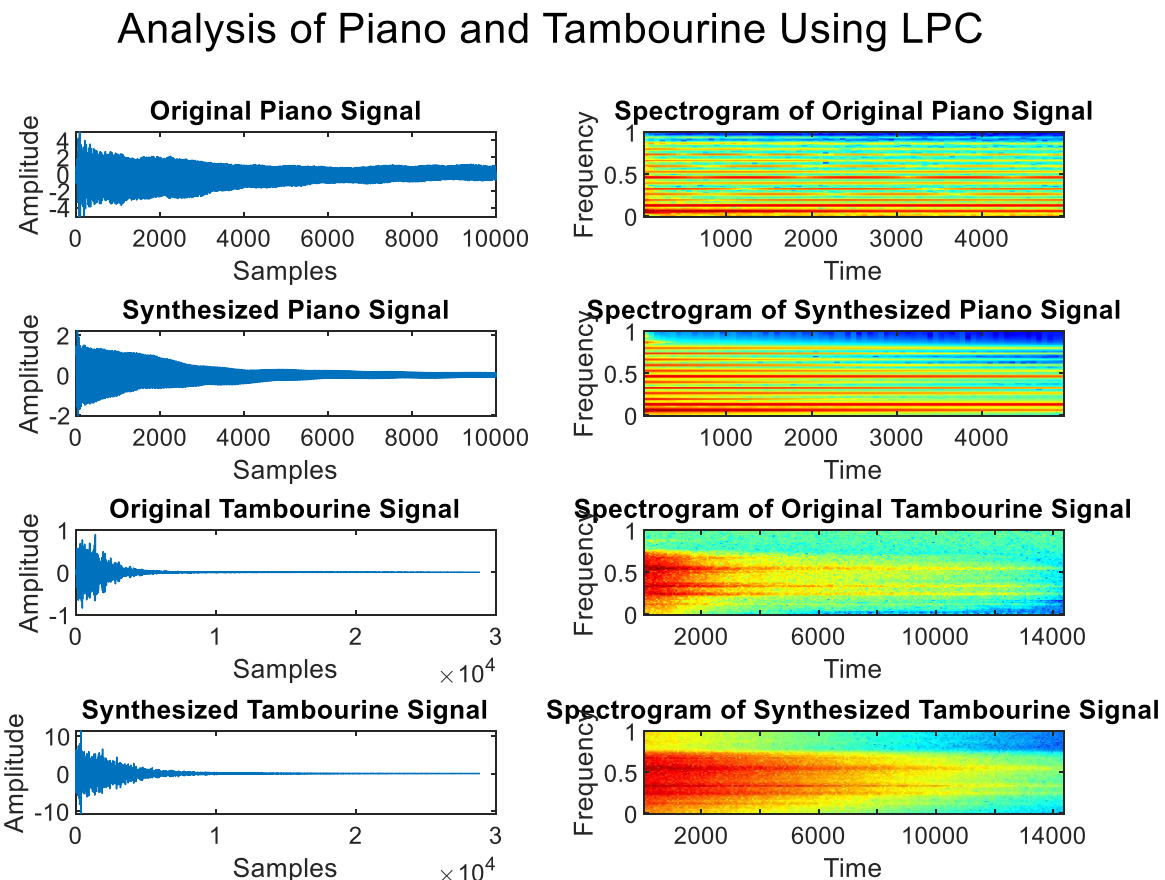 Analysis of Piano and Tambourine Using LPC
Original Piano Signal
Amplitude
4
2
0
-2
-4
0 2000 4000 6000 8000 10000
Samples
Spectrogram of Original Piano Signal
Frequency
1
0.5
0
1000 2000 3000 4000
Time
Synthesized Piano Signal
Amplitude
2
0
-2
0 2000 4000 6000 8000 10000
Samples
Spectrogram of Synthesized Piano Signal
Frequency
1
0.5
0
1000 2000 3000 4000
Time
Original Tambourine Signal
Amplitude
1
0
-1
0 1 2 3
Samples
×10^4
Spectrogram of Original Tambourine Signal
Frequency
1
0.5
0
2000 6000 10000 14000
Time
Synthesized Tambourine Signal
Amplitude
10
0
-10
0 1 2 3
Samples
×10^4
Spectrogram of Synthesized Tambourine Signal
Frequency
1
0.5
0
2000 6000 10000 14000
Time